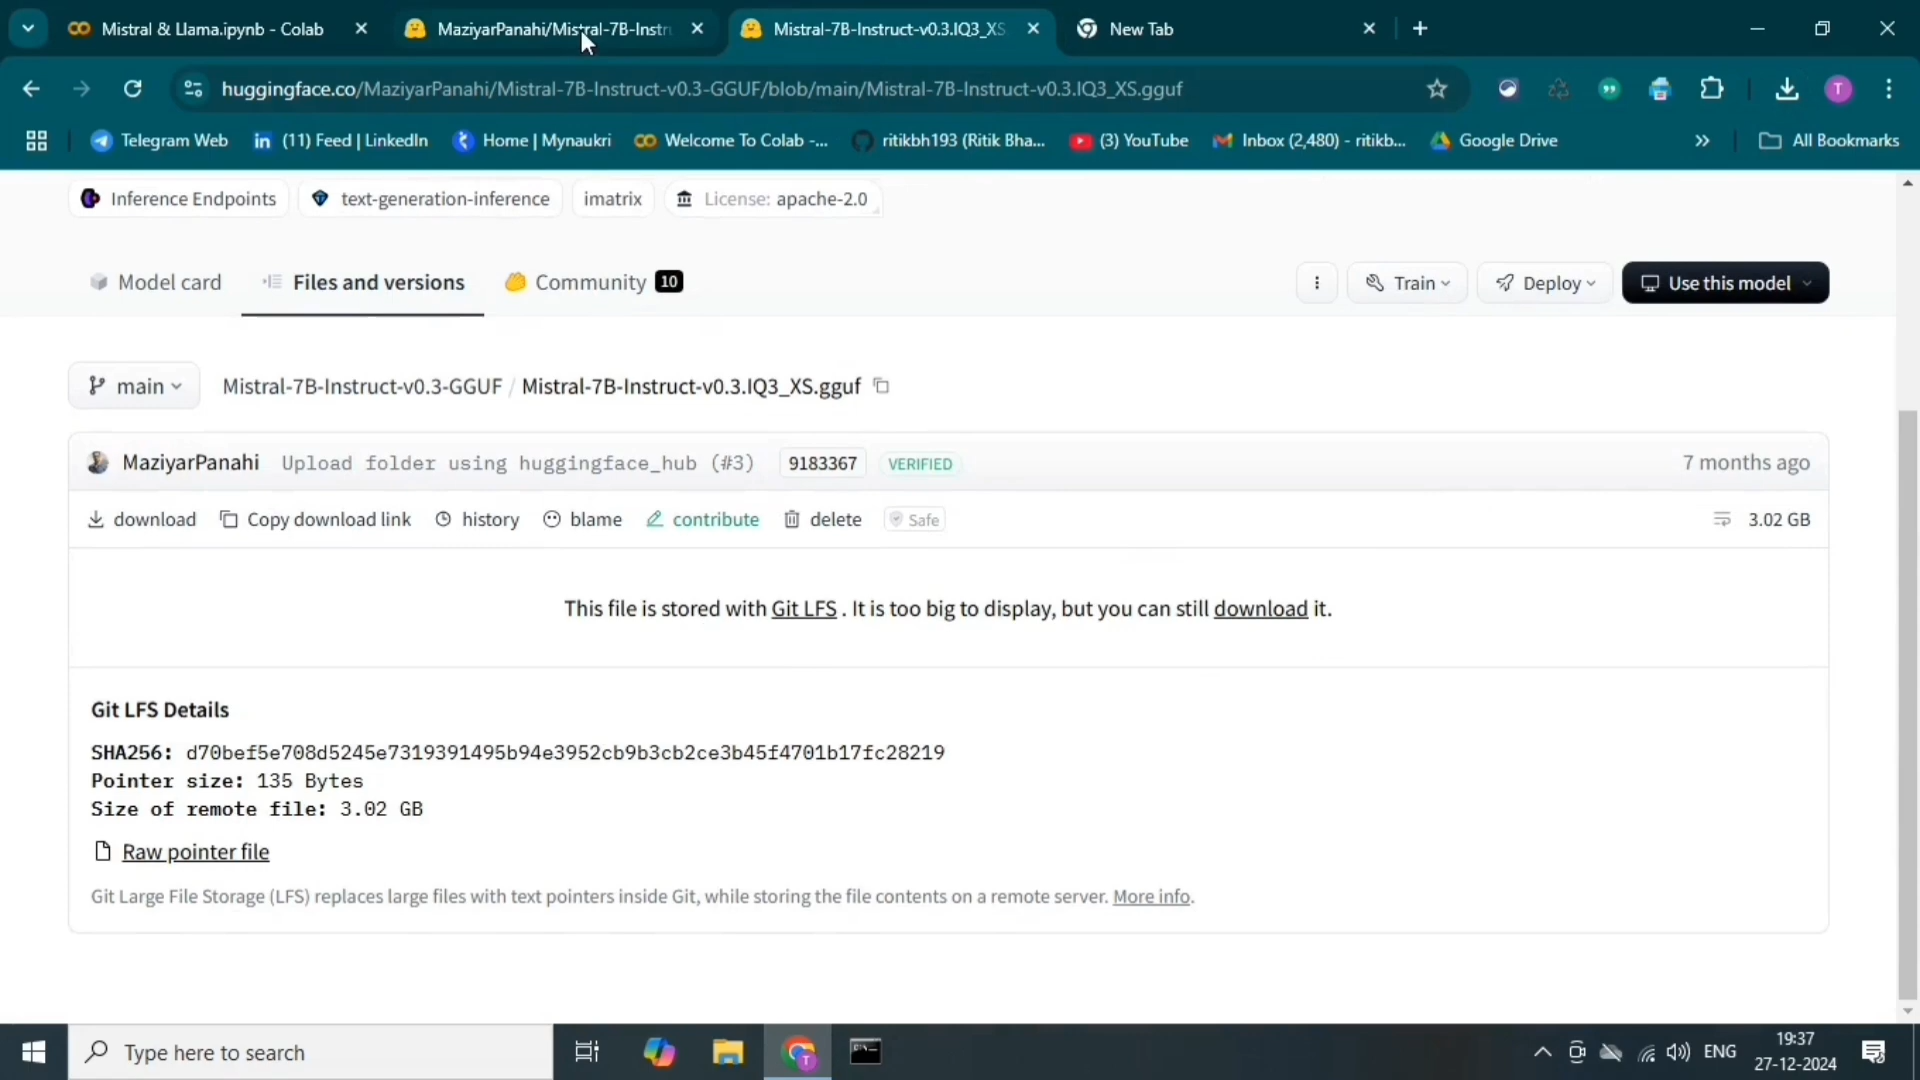 Mistral & Llama.ipynb - Colab
MaziyarPanahi/Mistral-7B-Instru
Mistral-7B-Instruct-v0.3.IQ3_XS
New Tab
huggingface.co/MaziyarPanahi/Mistral-7B-Instruct-v0.3-GGUF/blob/main/Mistral-7B-Instruct-v0.3.IQ3_XS.gguf
T
Telegram Web
(11) Feed | LinkedIn
Home | Mynaukri
Welcome To Colab -...
ritikbh193 (Ritik Bha...
(3) YouTube
Inbox (2,480) - ritikb...
Google Drive
All Bookmarks
Inference Endpoints
text-generation-inference
imatrix
License: apache-2.0
Model card
Files and versions
Community 10
Train
Deploy
Use this model
main
Mistral-7B-Instruct-v0.3-GGUF / Mistral-7B-Instruct-v0.3.IQ3_XS.gguf
MaziyarPanahi Upload folder using huggingface_hub (#3) 9183367 VERIFIED 7 months ago
download Copy download link history blame contribute delete Safe 3.02 GB
This file is stored with Git LFS . It is too big to display, but you can still download it.
Git LFS Details
SHA256: d70bef5e708d5245e7319391495b94e3952cb9b3cb2ce3b45f4701b17fc28219
Pointer size: 135 Bytes
Size of remote file: 3.02 GB
Raw pointer file
Git Large File Storage (LFS) replaces large files with text pointers inside Git, while storing the file contents on a remote server. More info.
Type here to search
ENG
19:37
27-12-2024